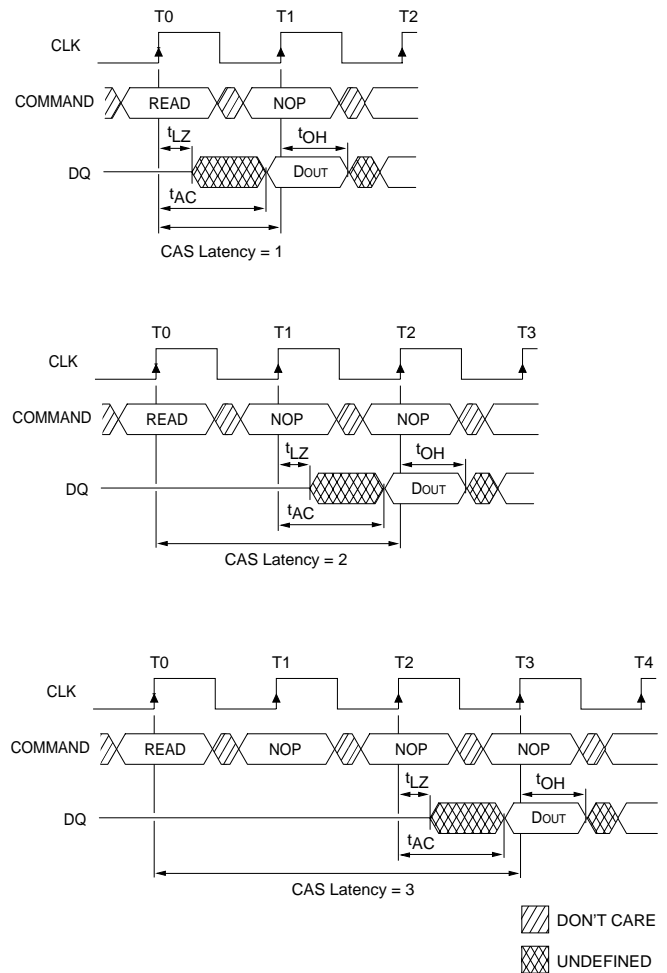 T0 T1 T2
CLK
COMMAND READ NOP
tLZ tOH
DQ DOUT
tAC
CAS Latency = 1
T0 T1 T2 T3
CLK
COMMAND READ NOP NOP
tLZ tOH
DQ DOUT
tAC
CAS Latency = 2
T0 T1 T2 T3 T4
CLK
COMMAND READ NOP NOP NOP
tLZ tOH
DQ DOUT
tAC
CAS Latency = 3
DON'T CARE
UNDEFINED